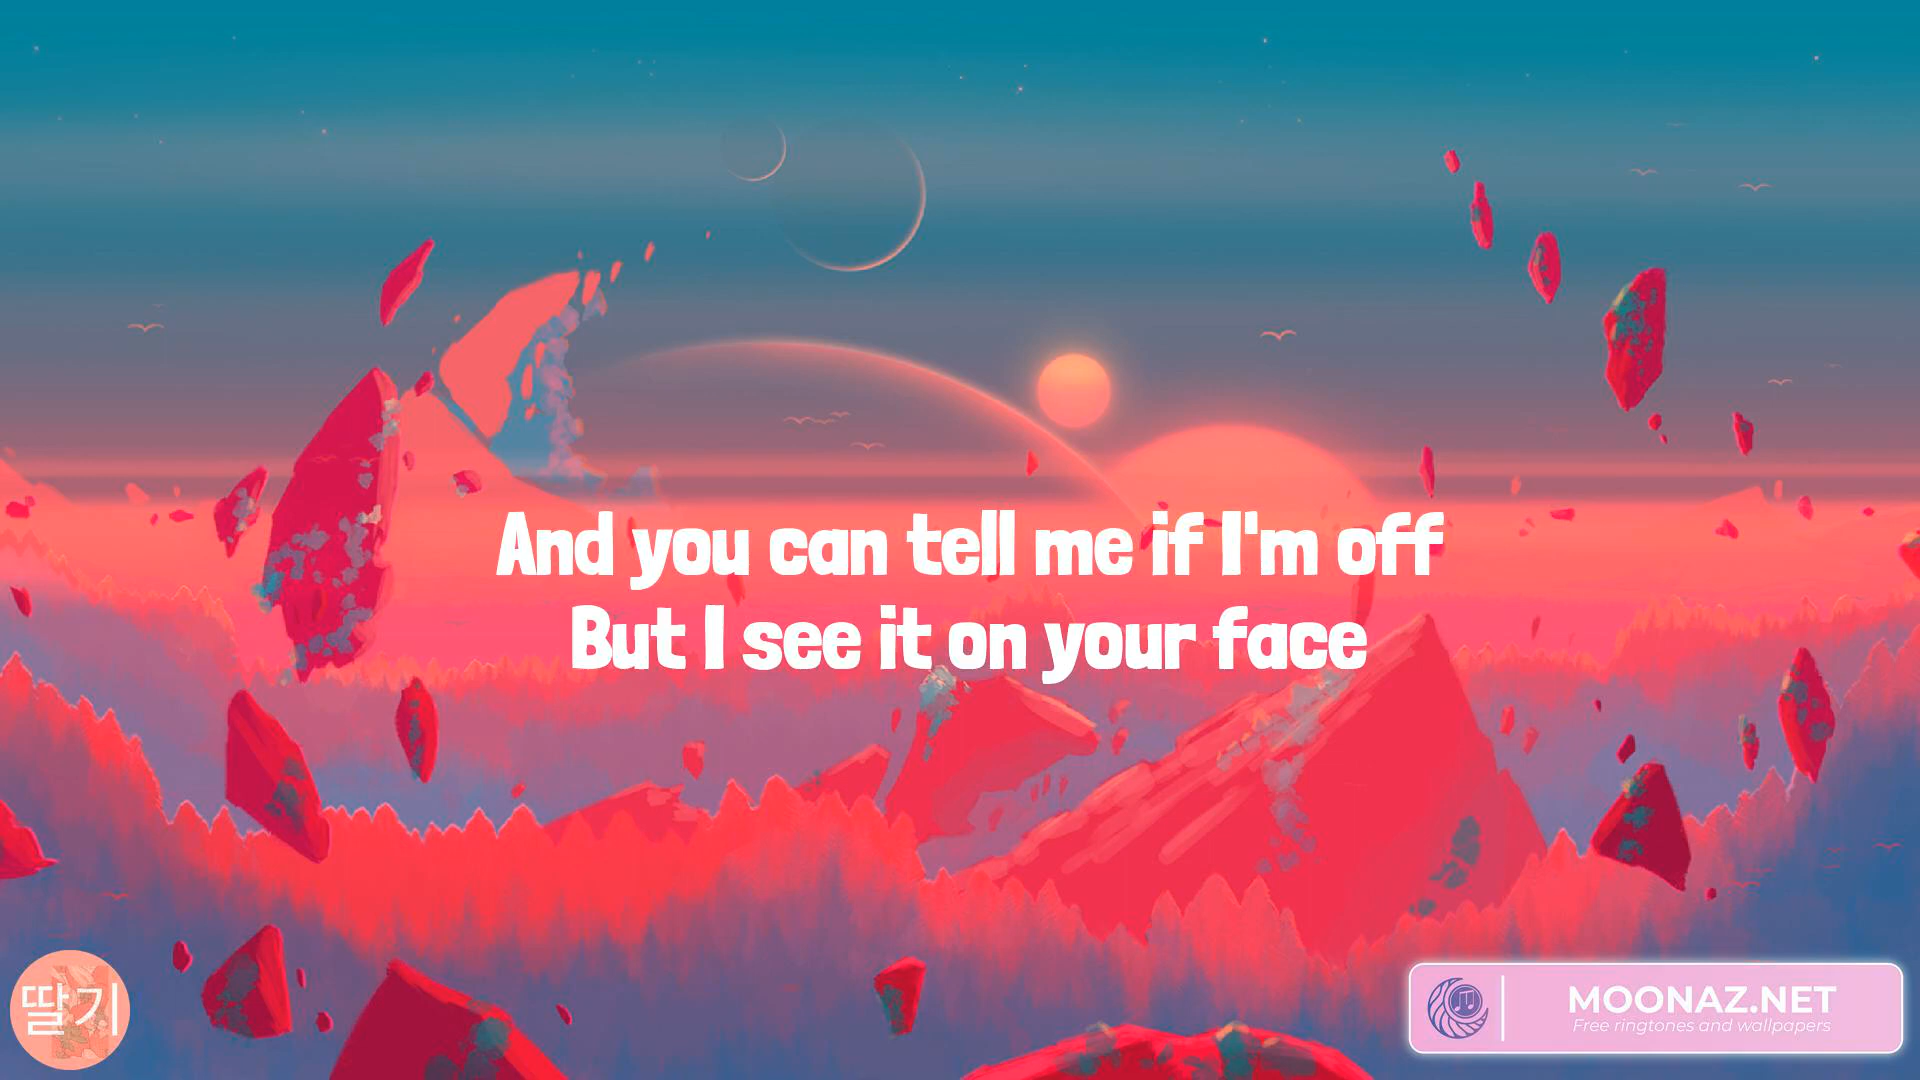 And you can tell me if I'm off
But I see it on your face
딸기
MOONAZ.NET
Free ringtones and wallpapers